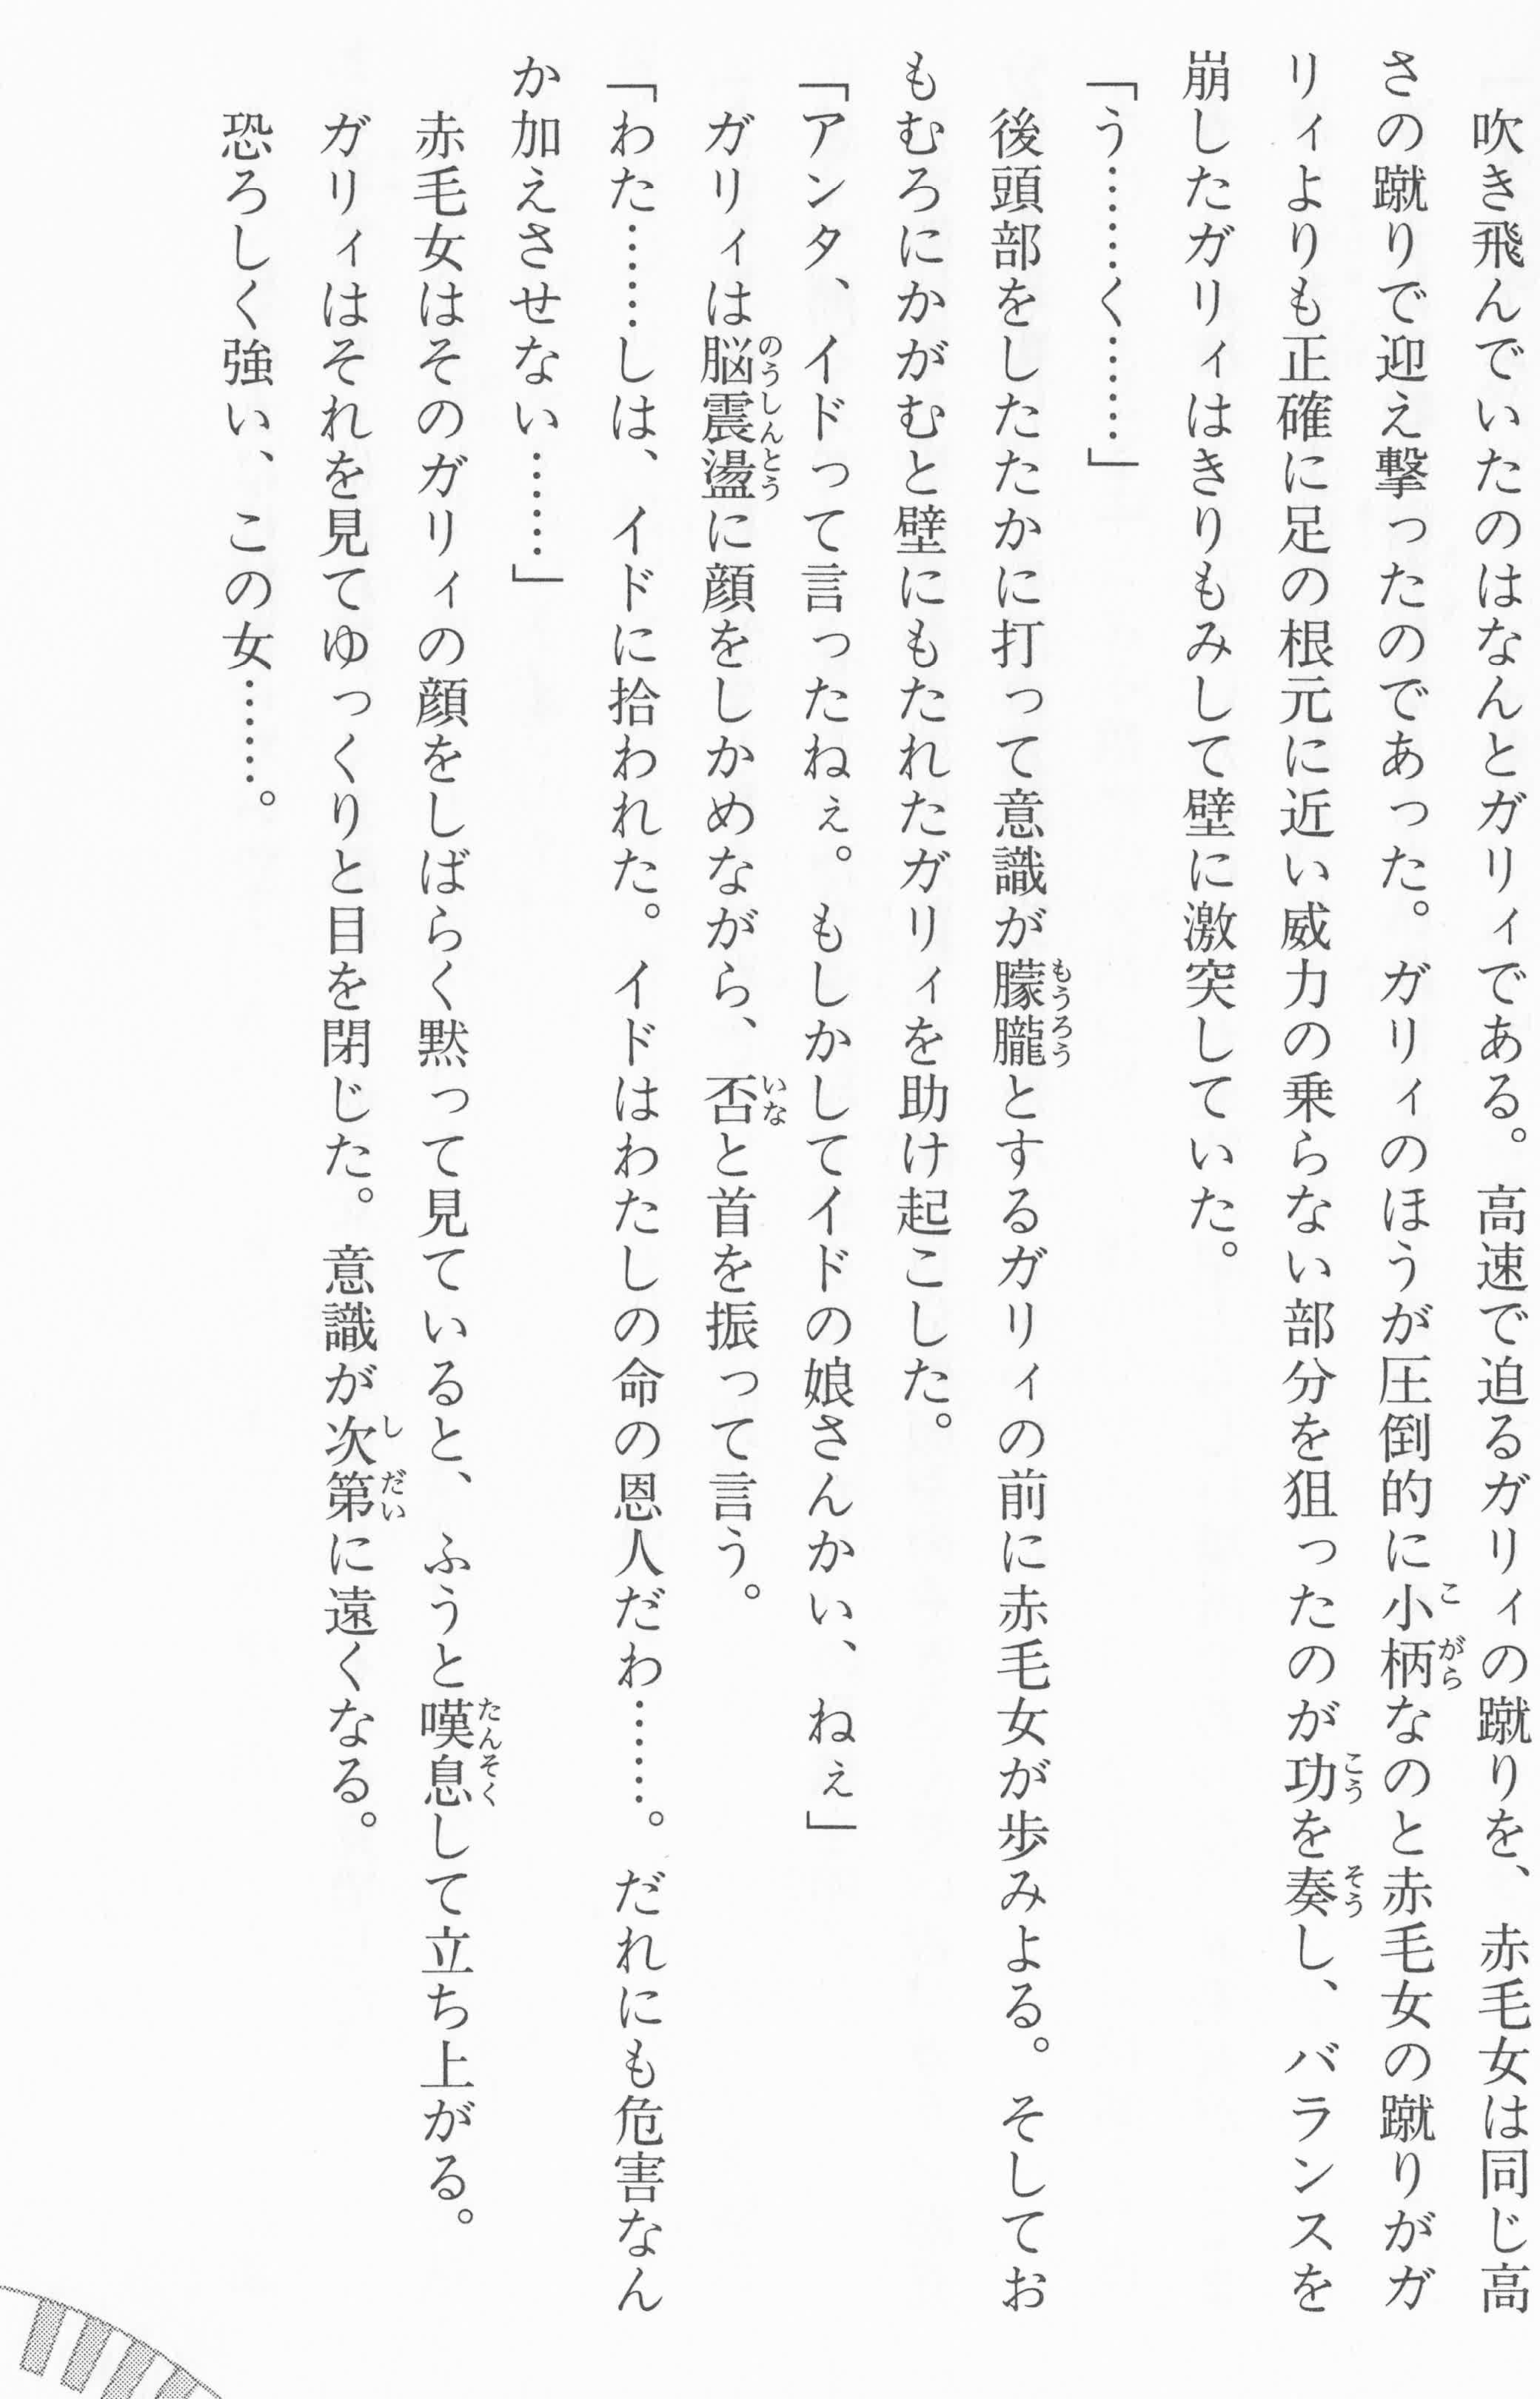 吹き飛んでいたのはなんとガリィである。高速で迫るガリィの蹴りを、赤毛女は同じ高
さの蹴りで迎え撃ったのであった。ガリィのほうが圧倒的に小柄なのと赤毛女の蹴りがガ
リィよりも正確に足の根元に近い威力の乗らない部分を狙ったのが功を奏し、バランスを
崩したガリィはきりもみして壁に激突していた。
「う……く……」
　後頭部をしたたかに打って意識が朦朧とするガリィの前に赤毛女が歩みよる。そしてお
もむろにかがむと壁にもたれたガリィを助け起こした。
「アンタ、イドって言ったねぇ。もしかしてイドの娘さんかい、ねぇ」
　ガリィは脳震盪に顔をしかめながら、否と首を振って言う。
「わた……しは、イドに拾われた。イドはわたしの命の恩人だわ……。だれにも危害なん
か加えさせない……」
　赤毛女はそのガリィの顔をしばらく黙って見ていると、ふうと嘆息して立ち上がる。
　ガリィはそれを見てゆっくりと目を閉じた。意識が次第に遠くなる。
　恐ろしく強い、この女……。